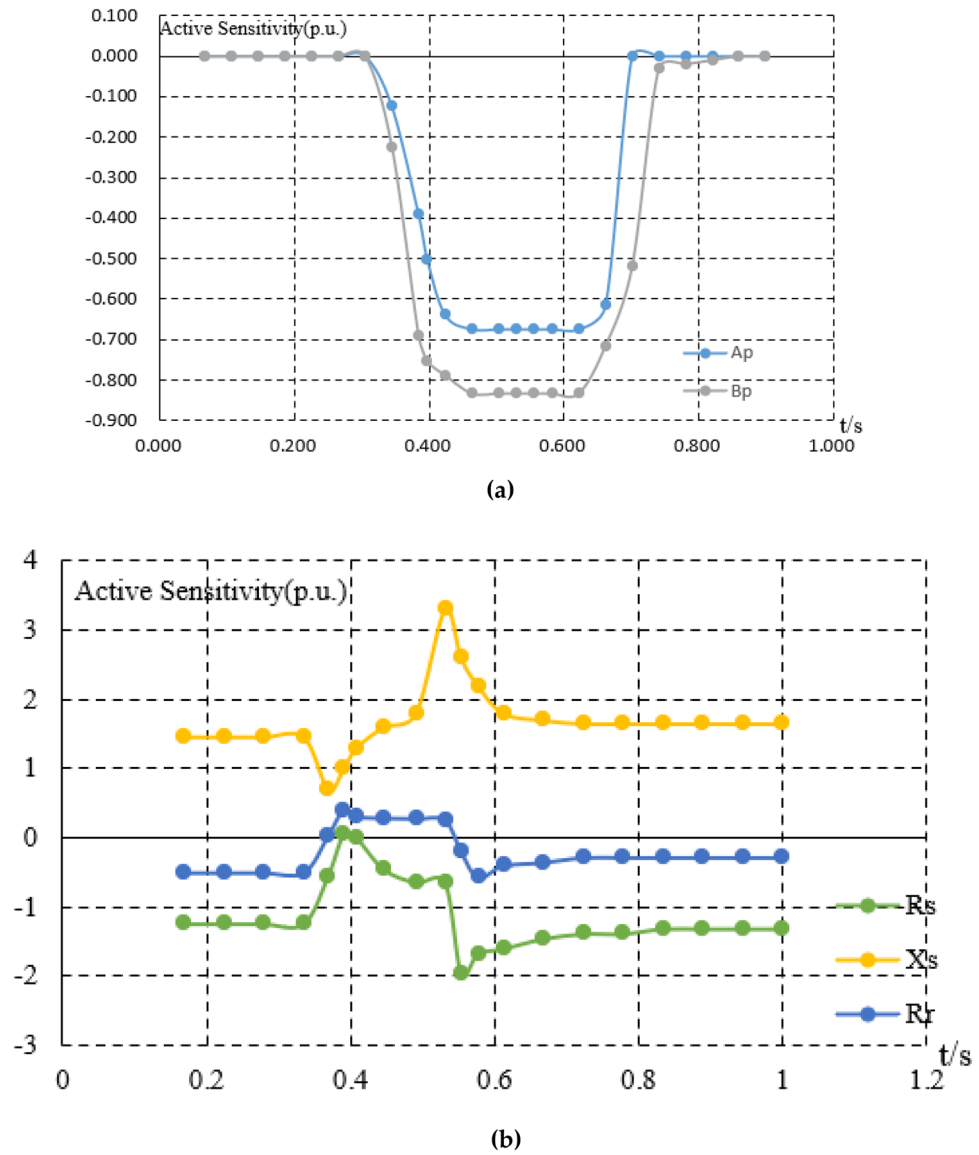 0.100
Active Sensitivity(p.u.)
0.000
-0.100
-0.200
-0.300
-0.400
-0.500
-0.600
-0.700
-0.800
-0.900
Ap
Bp
t/s
0.000 0.200 0.400 0.600 0.800 1.000
(a)
4
Active Sensitivity(p.u.)
3
2
1
0
-1
-2
-3
Rs
Xs
Rr
t/s
0 0.2 0.4 0.6 0.8 1 1.2
(b)